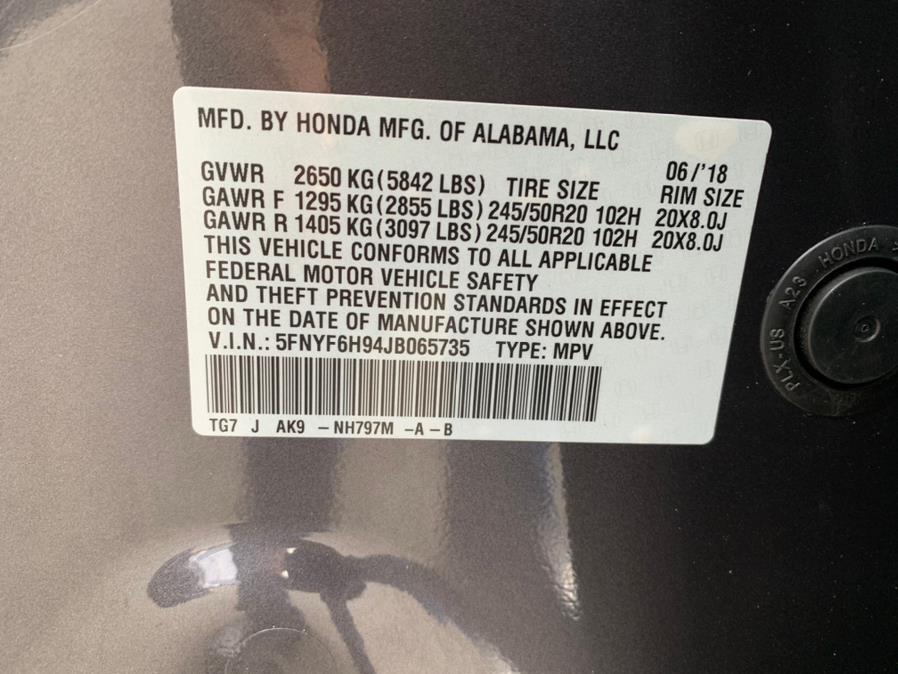 MFD. BY HONDA MFG. OF ALABAMA, LLC
06/'18
GVWR 2650 KG(5842 LBS) TIRE SIZE RIM SIZE
GAWR F 1295 KG(2855 LBS) 245/50R20 102H 20X8.0J
GAWR R 1405 KG(3097 LBS) 245/50R20 102H 20X8.0J
THIS VEHICLE CONFORMS TO ALL APPLICABLE
FEDERAL MOTOR VEHICLE SAFETY
AND THEFT PREVENTION STANDARDS IN EFFECT
ON THE DATE OF MANUFACTURE SHOWN ABOVE.
V.I.N.: 5FNYF6H94JB065735 TYPE: MPV
TG7 J AK9 -NH797M -A-B
PLX-US A23 HONDA